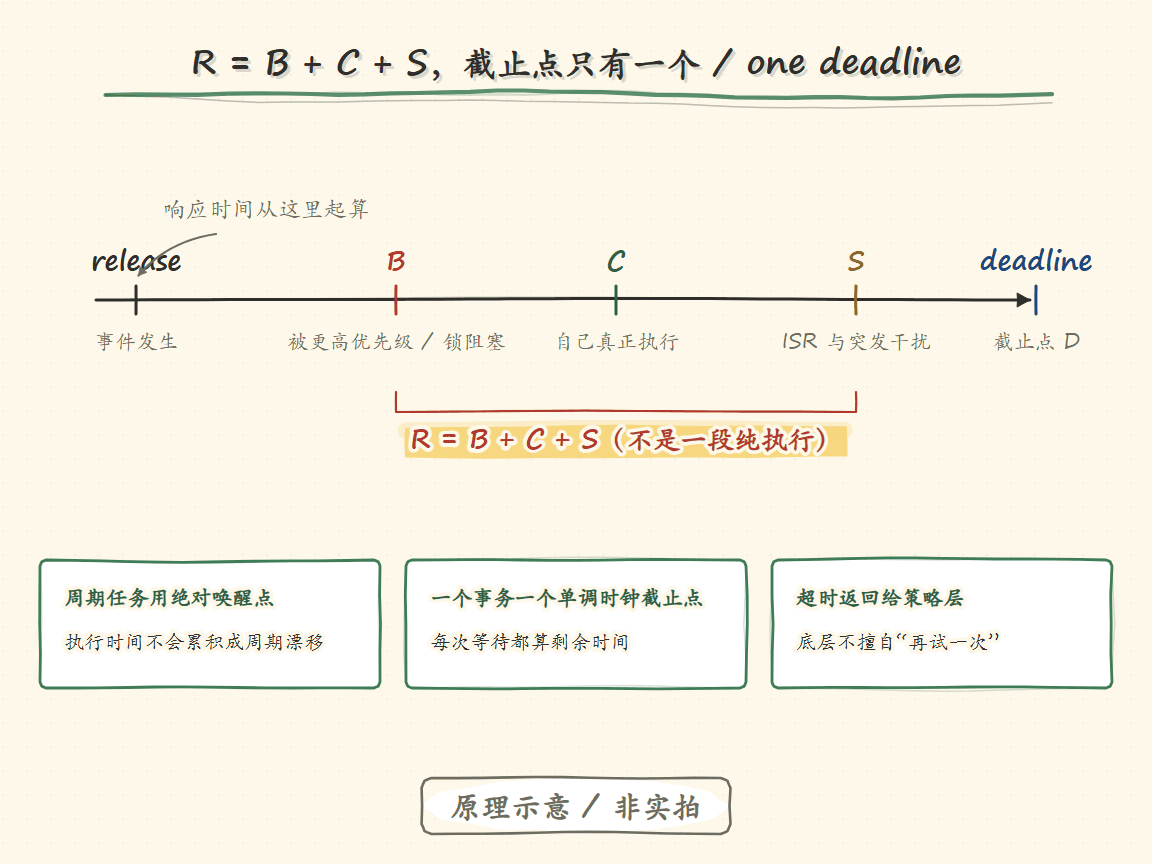 R = B + C + S，截止点只有一个 / one deadline
响应时间从这里起算
release
B
C
S
deadline
事件发生
被更高优先级 / 锁阻塞
自己真正执行
ISR 与突发干扰
截止点 D
R = B + C + S（不是一段纯执行）
周期任务用绝对唤醒点
执行时间不会累积成周期漂移
一个事务一个单调时钟截止点
每次等待都算剩余时间
超时返回给策略层
底层不擅自“再试一次”
原理示意 / 非实拍